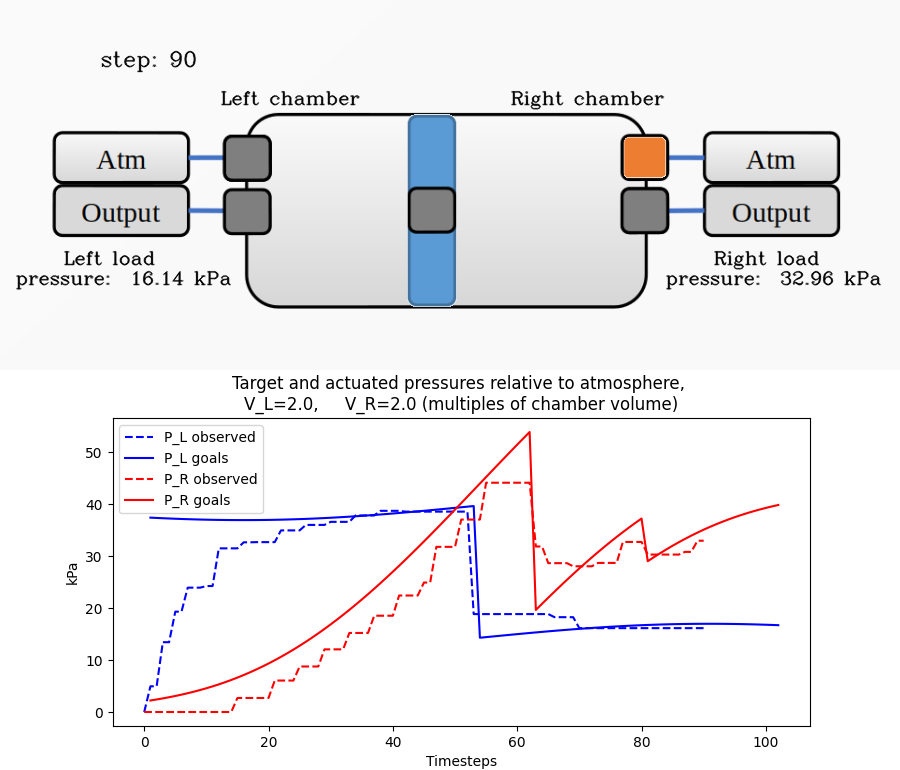 step: 90
Left chamber
Right chamber
Atm
Atm
Output
Output
Left load
pressure: 16.14 kPa
Right load
pressure: 32.96 kPa
Target and actuated pressures relative to atmosphere,
V_L=2.0, V_R=2.0 (multiples of chamber volume)
P_L observed
P_L goals
P_R observed
P_R goals
kPa
50
40
30
20
10
0
0
20
40
60
80
100
Timesteps